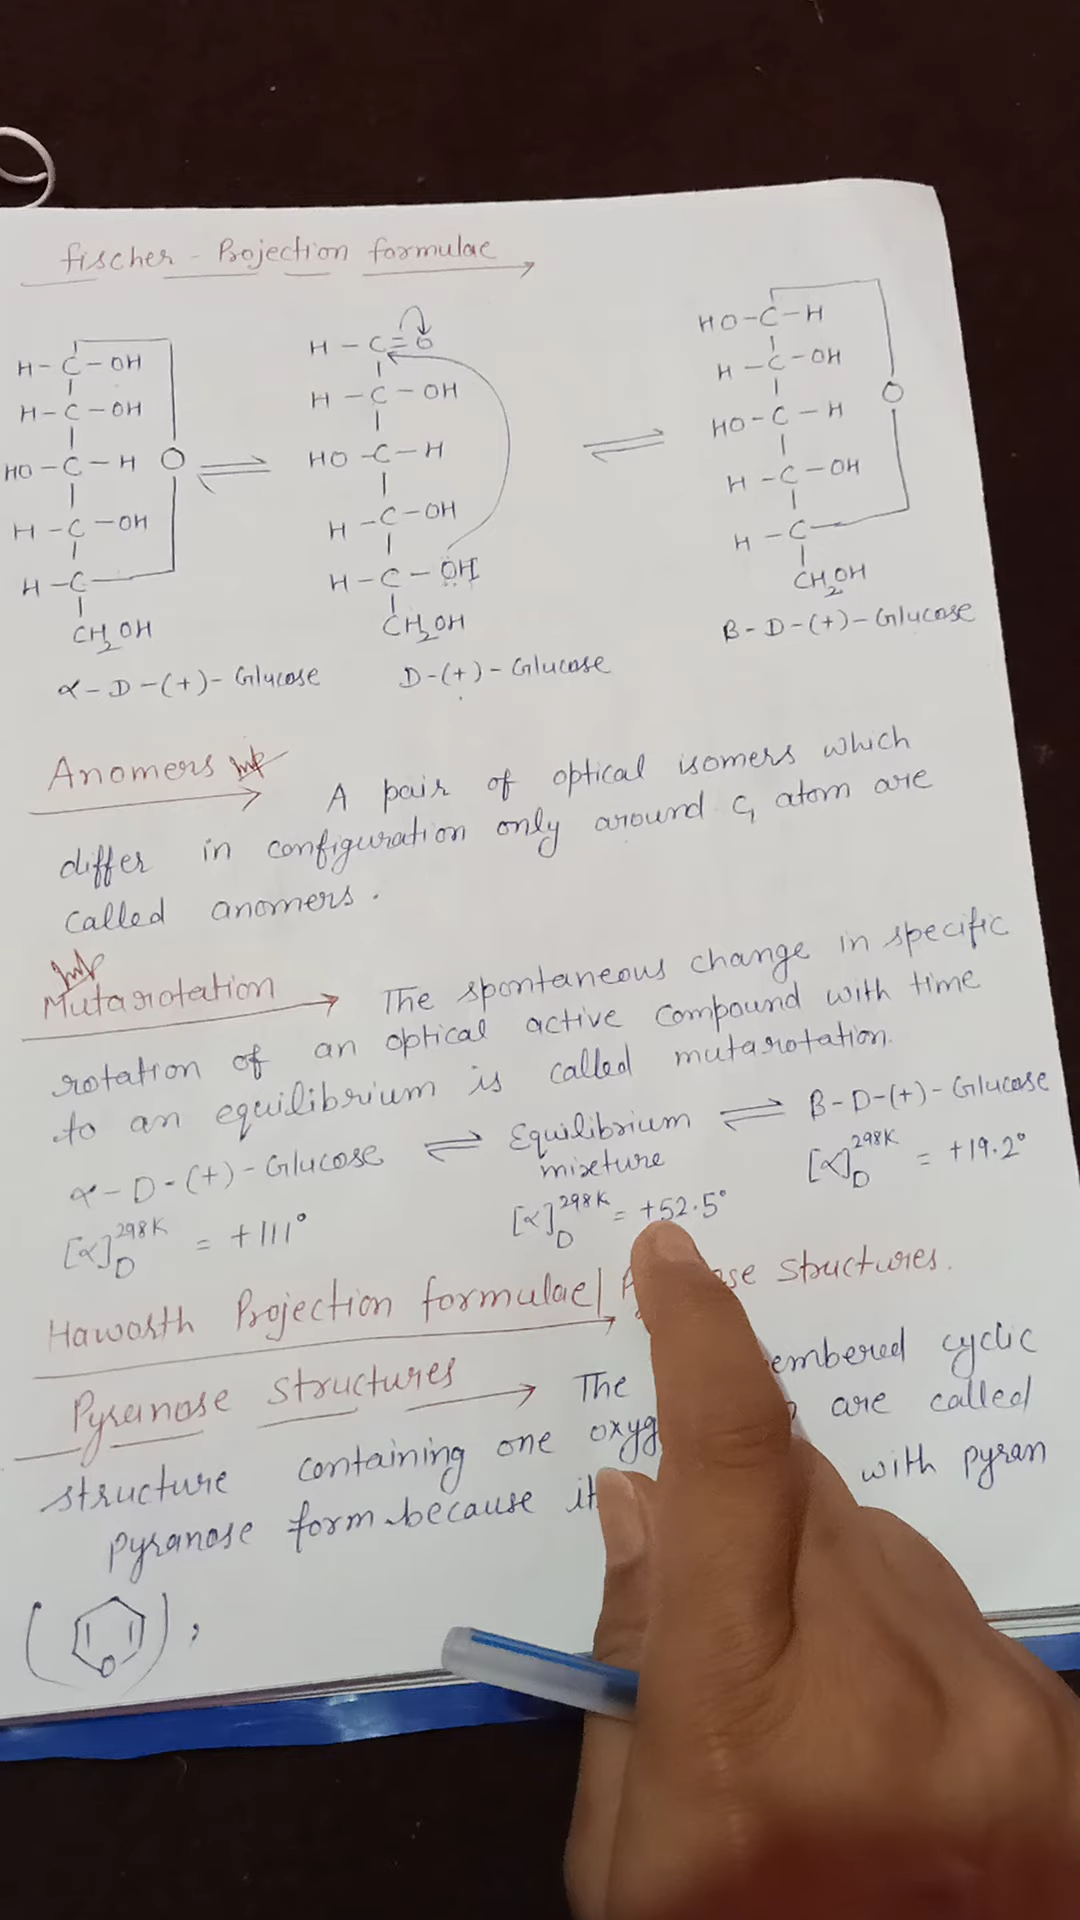 Fischer - Projection formulae
H-C-OH
H-C-OH
HO-C-H O
H-C-OH
H-C
CH2OH
α-D-(+)-Glucose
H-C=O
H-C-OH
HO-C-H
H-C-OH
H-C-OH
CH2OH
D-(+)-Glucose
HO-C-H
H-C-OH
HO-C-H O
H-C-OH
H-C
CH2OH
B-D-(+)-Glucose
Anomers Imp
A pair of optical isomers which
differ in configuration only around C1 atom are
called anomers.
Imp
Mutarotation → The spontaneous change in specific
rotation of an optical active compound with time
to an equilibrium is called mutarotation.
α-D-(+)-Glucose ⇌ Equilibrium mixture ⇌ B-D-(+)-Glucose
[α]D 298K = +111° [α]D 298K = +52.5° [α]D 298K = +19.2°
Haworth Projection formulae/ structures.
Pyranose structures → The cyclic
structure containing one are called
pyranose form because with pyran
( O ),